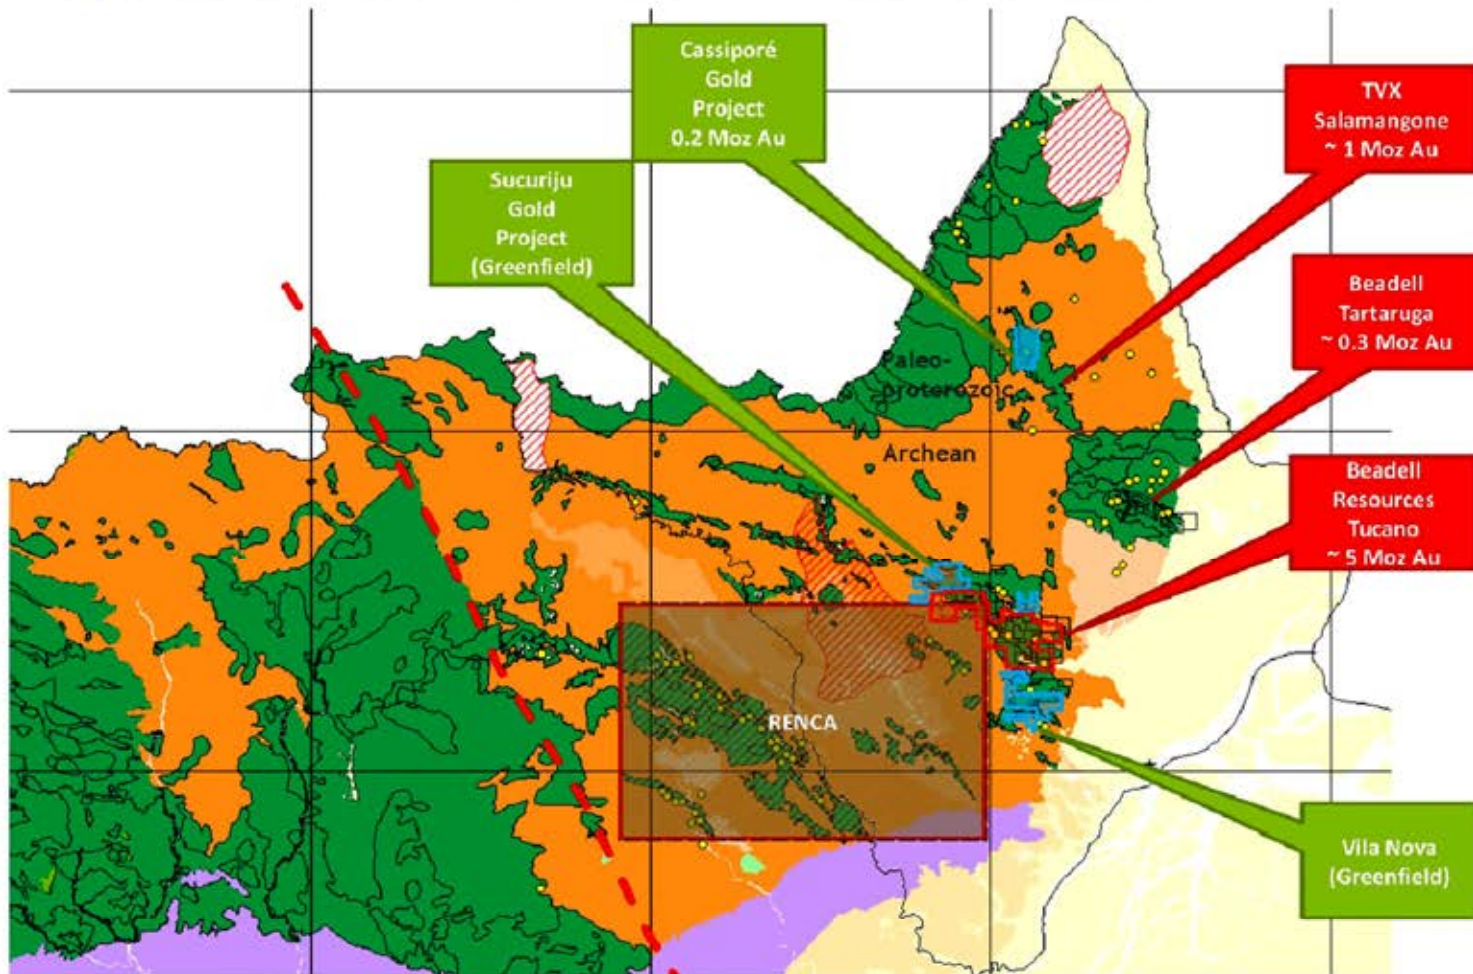 Cassiporé
Gold
Project
0.2 Moz Au
TVX
Salamangone
~ 1 Moz Au
Sucuriju
Gold
Project
(Greenfield)
Beadell
Tartaruga
~ 0.3 Moz Au
Paleo-
proterozoic
Archean
Beadell
Resources
Tucano
~ 5 Moz Au
RENCA
Vila Nova
(Greenfield)